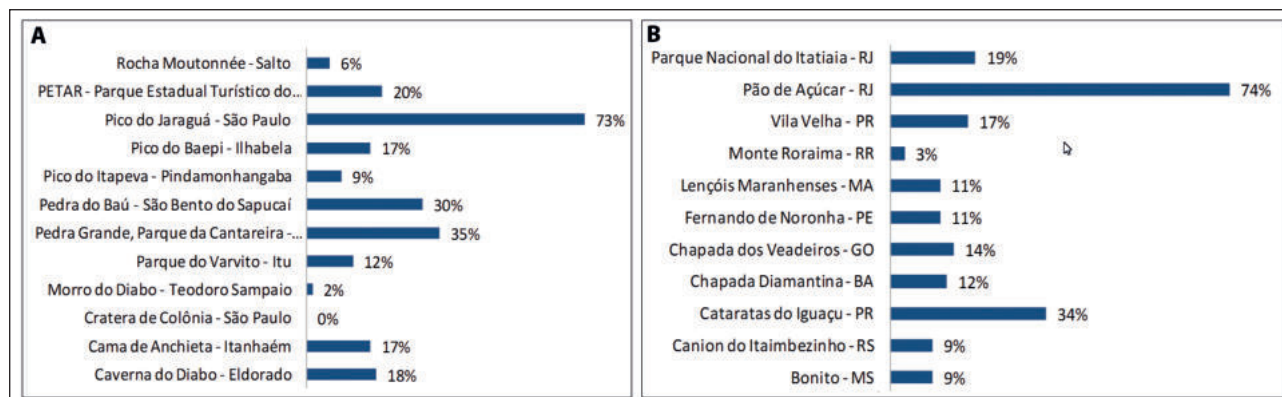 A
Rocha Moutonnée - Salto 6%
PETAR - Parque Estadual Turístico do... 20%
Pico do Jaraguá - São Paulo 73%
Pico do Baepi - Ilhabela 17%
Pico do Itapeva - Pindamonhangaba 9%
Pedra do Baú - São Bento do Sapucaí 30%
Pedra Grande, Parque da Cantareira -... 35%
Parque do Varvito - Itu 12%
Morro do Diabo - Teodoro Sampaio 2%
Cratera de Colônia - São Paulo 0%
Cama de Anchieta - Itanhaém 17%
Caverna do Diabo - Eldorado 18%
B
Parque Nacional do Itatiaia - RJ 19%
Pão de Açúcar - RJ 74%
Vila Velha - PR 17%
Monte Roraima - RR 3%
Lençóis Maranhenses - MA 11%
Fernando de Noronha - PE 11%
Chapada dos Veadeiros - GO 14%
Chapada Diamantina - BA 12%
Cataratas do Iguaçu - PR 34%
Canion do Itaimbezinho - RS 9%
Bonito - MS 9%